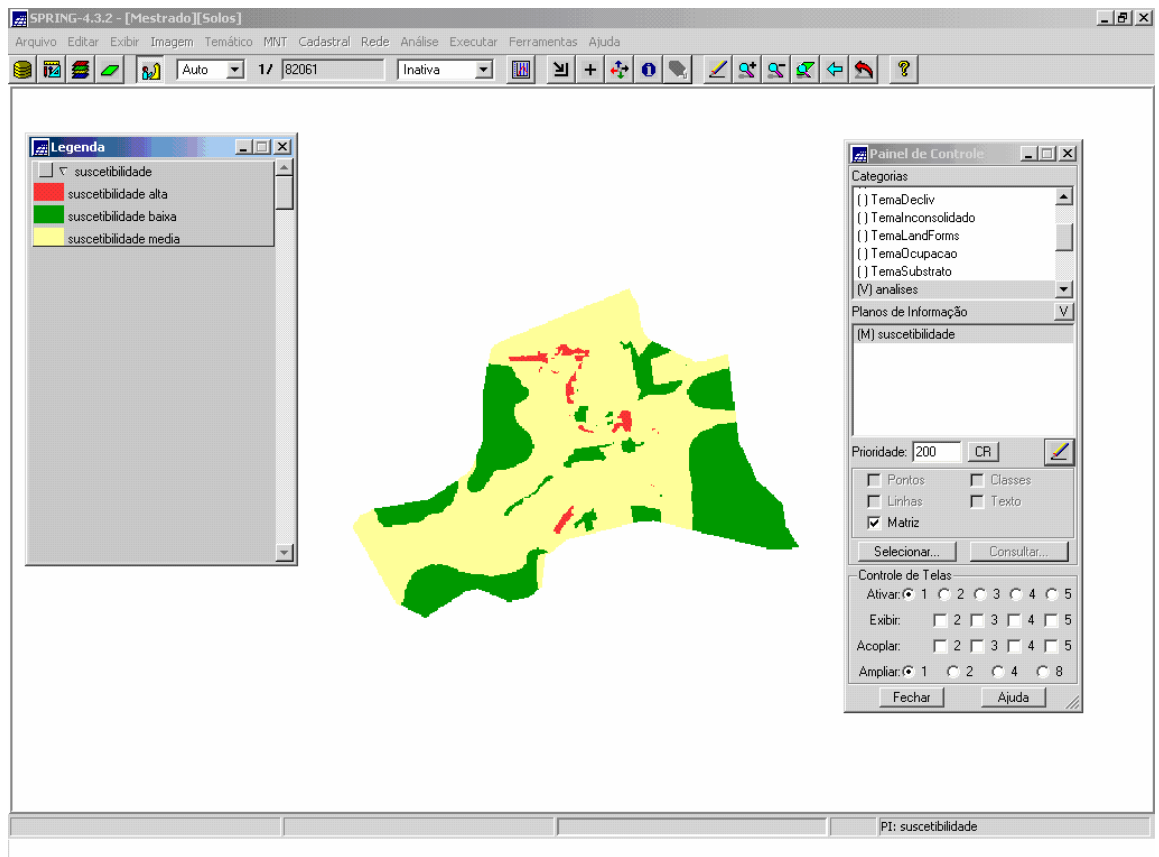 SPRING-4.3.2 - [Mestrado][Solos]
Arquivo Editar Exibir Imagem Temático MNT Cadastral Rede Análise Executar Ferramentas Ajuda
Auto 1/ 82061 Inativa
Legenda
suscetibilidade
suscetibilidade alta
suscetibilidade baixa
suscetibilidade media
Painel de Controle
Categorias
( ) TemaDecliv
( ) TemaInconsolidado
( ) TemaLandForms
( ) TemaOcupacao
( ) TemaSubstrato
(V) analises
Planos de Informação V
(M) suscetibilidade
Prioridade: 200 CR
Pontos Classes
Linhas Texto
Matriz
Selecionar... Consultar...
Controle de Telas
Ativar: 1 2 3 4 5
Exibir: 2 3 4 5
Acoplar: 2 3 4 5
Ampliar: 1 2 4 8
Fechar Ajuda
PI: suscetibilidade